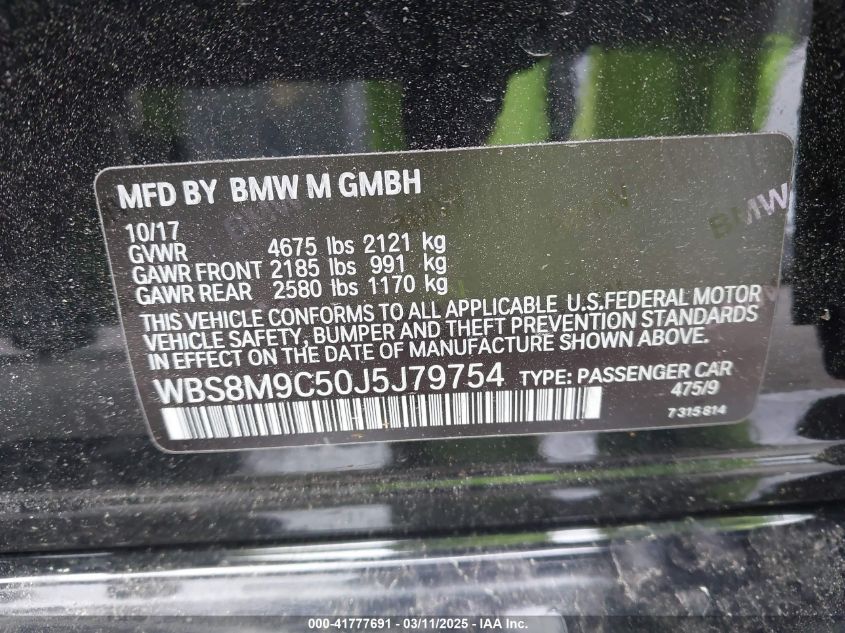 MFD BY BMW M GMBH
10/17
GVWR 4675 lbs 2121 kg
GAWR FRONT 2185 lbs 991 kg
GAWR REAR 2580 lbs 1170 kg
THIS VEHICLE CONFORMS TO ALL APPLICABLE U.S.FEDERAL MOTOR
VEHICLE SAFETY, BUMPER AND THEFT PREVENTION STANDARDS
IN EFFECT ON THE DATE OF MANUFACTURE SHOWN ABOVE.
WBS8M9C50J5J79754 TYPE: PASSENGER CAR
475/9
7 315 814
BMW
000-41777691 - 03/11/2025 - IAA Inc.